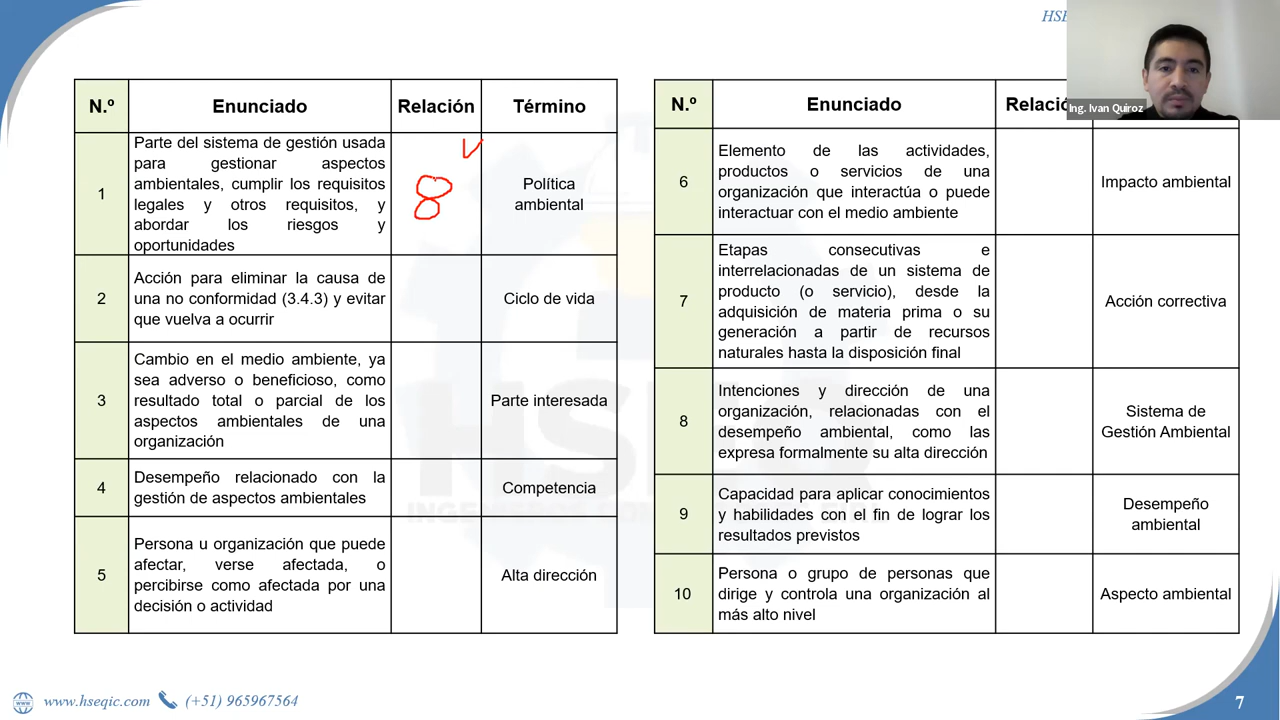 HSE
Ing. Ivan Quiroz
N.º Enunciado Relación Término
1
Parte del sistema de gestión usada
para gestionar aspectos
ambientales, cumplir los requisitos
legales y otros requisitos, y
abordar los riesgos y
oportunidades
8
Política
ambiental
2
Acción para eliminar la causa de
una no conformidad (3.4.3) y evitar
que vuelva a ocurrir
Ciclo de vida
3
Cambio en el medio ambiente, ya
sea adverso o beneficioso, como
resultado total o parcial de los
aspectos ambientales de una
organización
Parte interesada
4
Desempeño relacionado con la
gestión de aspectos ambientales
Competencia
5
Persona u organización que puede
afectar, verse afectada, o
percibirse como afectada por una
decisión o actividad
Alta dirección
N.º Enunciado Relació
6
Elemento de las actividades,
productos o servicios de una
organización que interactúa o puede
interactuar con el medio ambiente
Impacto ambiental
7
Etapas consecutivas e
interrelacionadas de un sistema de
producto (o servicio), desde la
adquisición de materia prima o su
generación a partir de recursos
naturales hasta la disposición final
Acción correctiva
8
Intenciones y dirección de una
organización, relacionadas con el
desempeño ambiental, como las
expresa formalmente su alta dirección
Sistema de
Gestión Ambiental
9
Capacidad para aplicar conocimientos
y habilidades con el fin de lograr los
resultados previstos
Desempeño
ambiental
10
Persona o grupo de personas que
dirige y controla una organización al
más alto nivel
Aspecto ambiental
www.hseqic.com (+51) 965967564
7